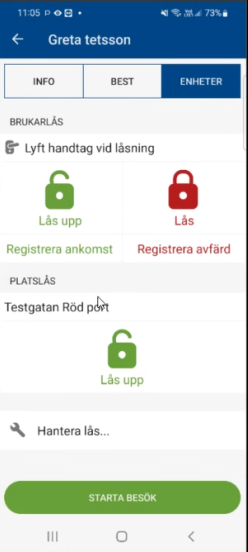 11:05 P
73%
Greta tetsson
INFO BEST ENHETER
BRUKARLÅS
Lyft handtag vid låsning
Lås upp Lås
Registrera ankomst Registrera avfärd
PLATSLÅS
Testgatan Röd port
Lås upp
Hantera lås...
STARTA BESÖK